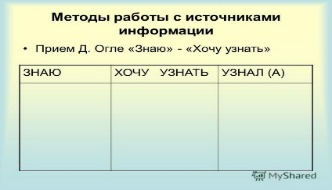 Методы работы с источниками
информации
• Прием Д. Огле «Знаю» - «Хочу узнать»
ЗНАЮ ХОЧУ УЗНАТЬ УЗНАЛ (А)
MyShared